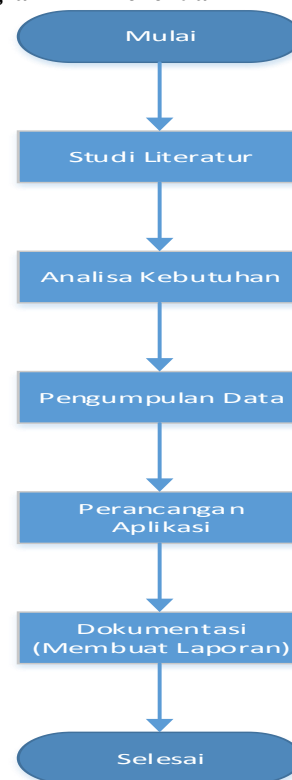 Mulai
Studi Literatur
Analisa Kebutuhan
Pengumpulan Data
Perancangan
Aplikasi
Dokumentasi
(Membuat Laporan)
Selesai